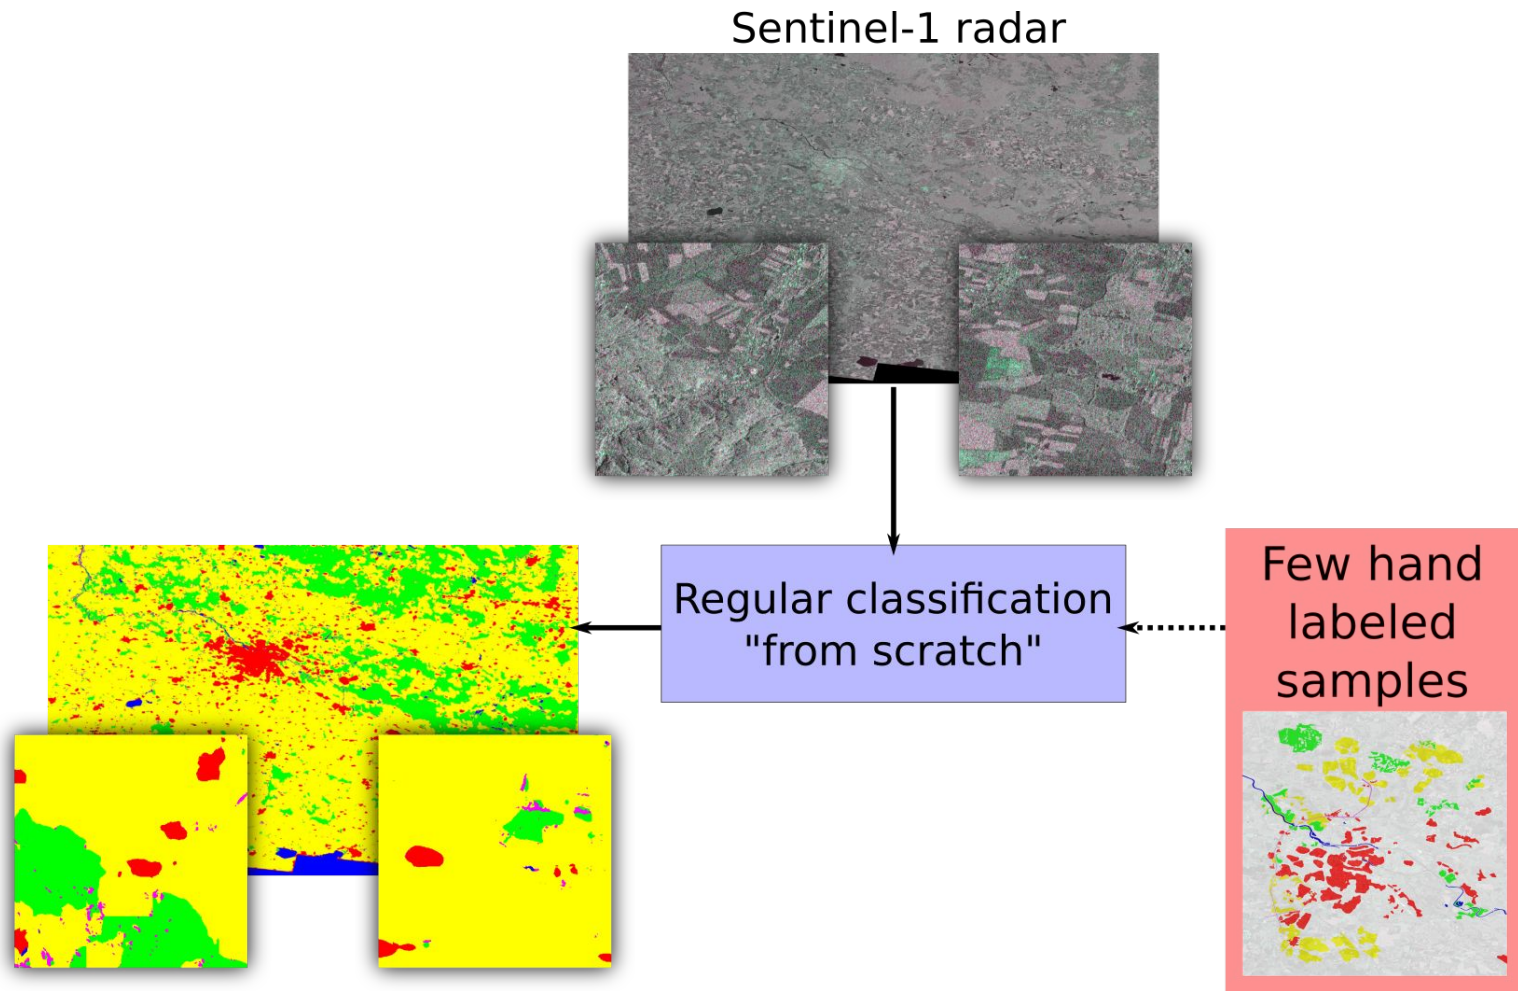 Sentinel-1 radar
Regular classification
"from scratch"
Few hand
labeled
samples